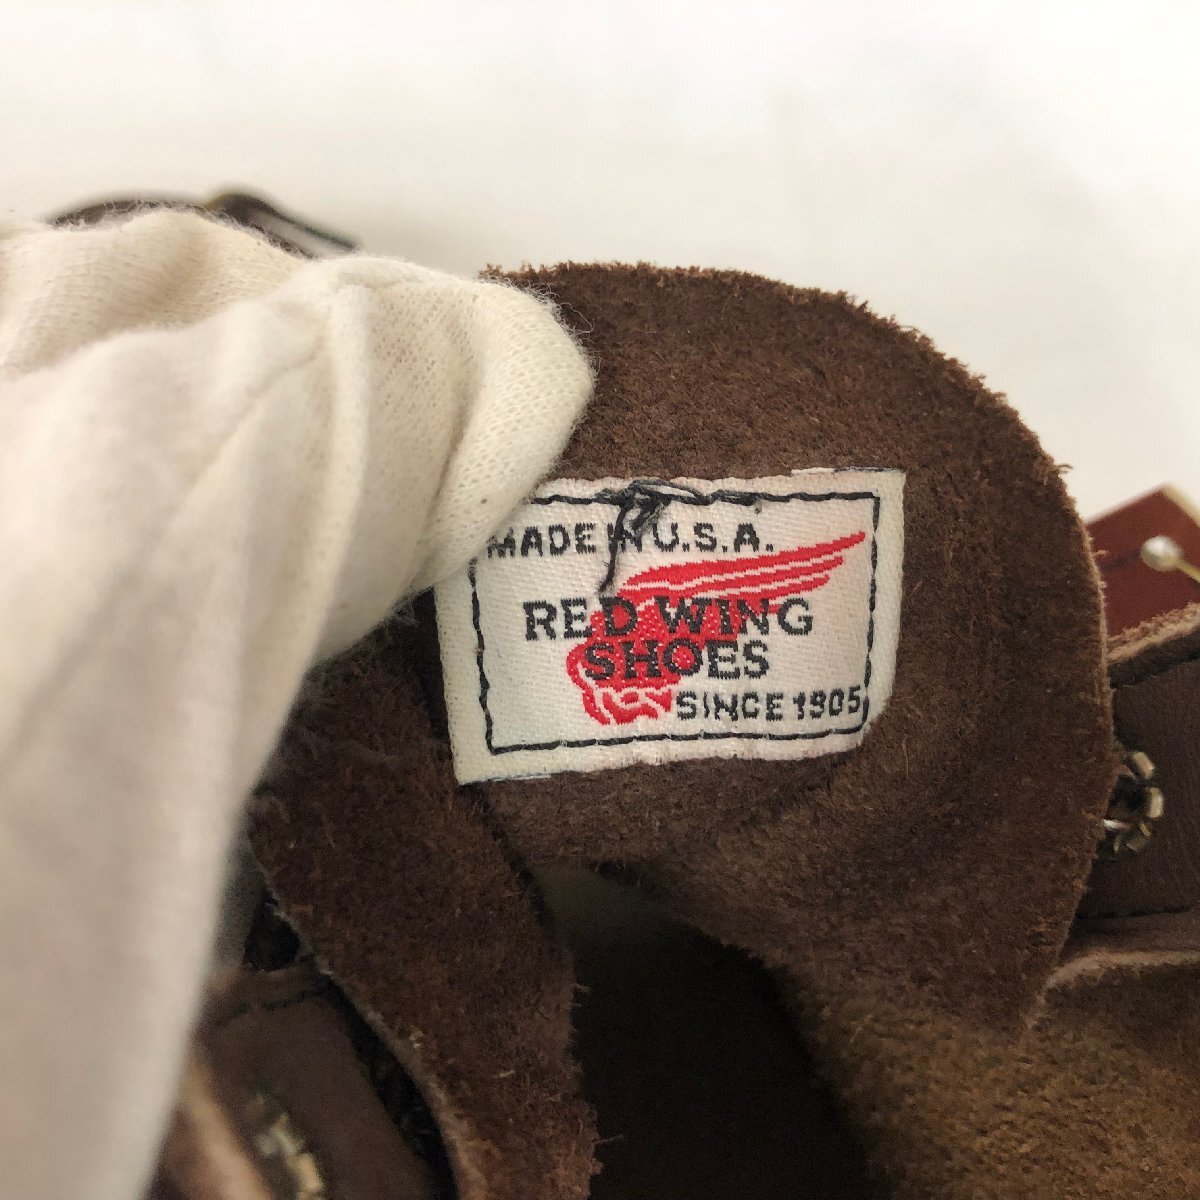 MADE IN U.S.A.
RED WING
SHOES
SINCE 1905